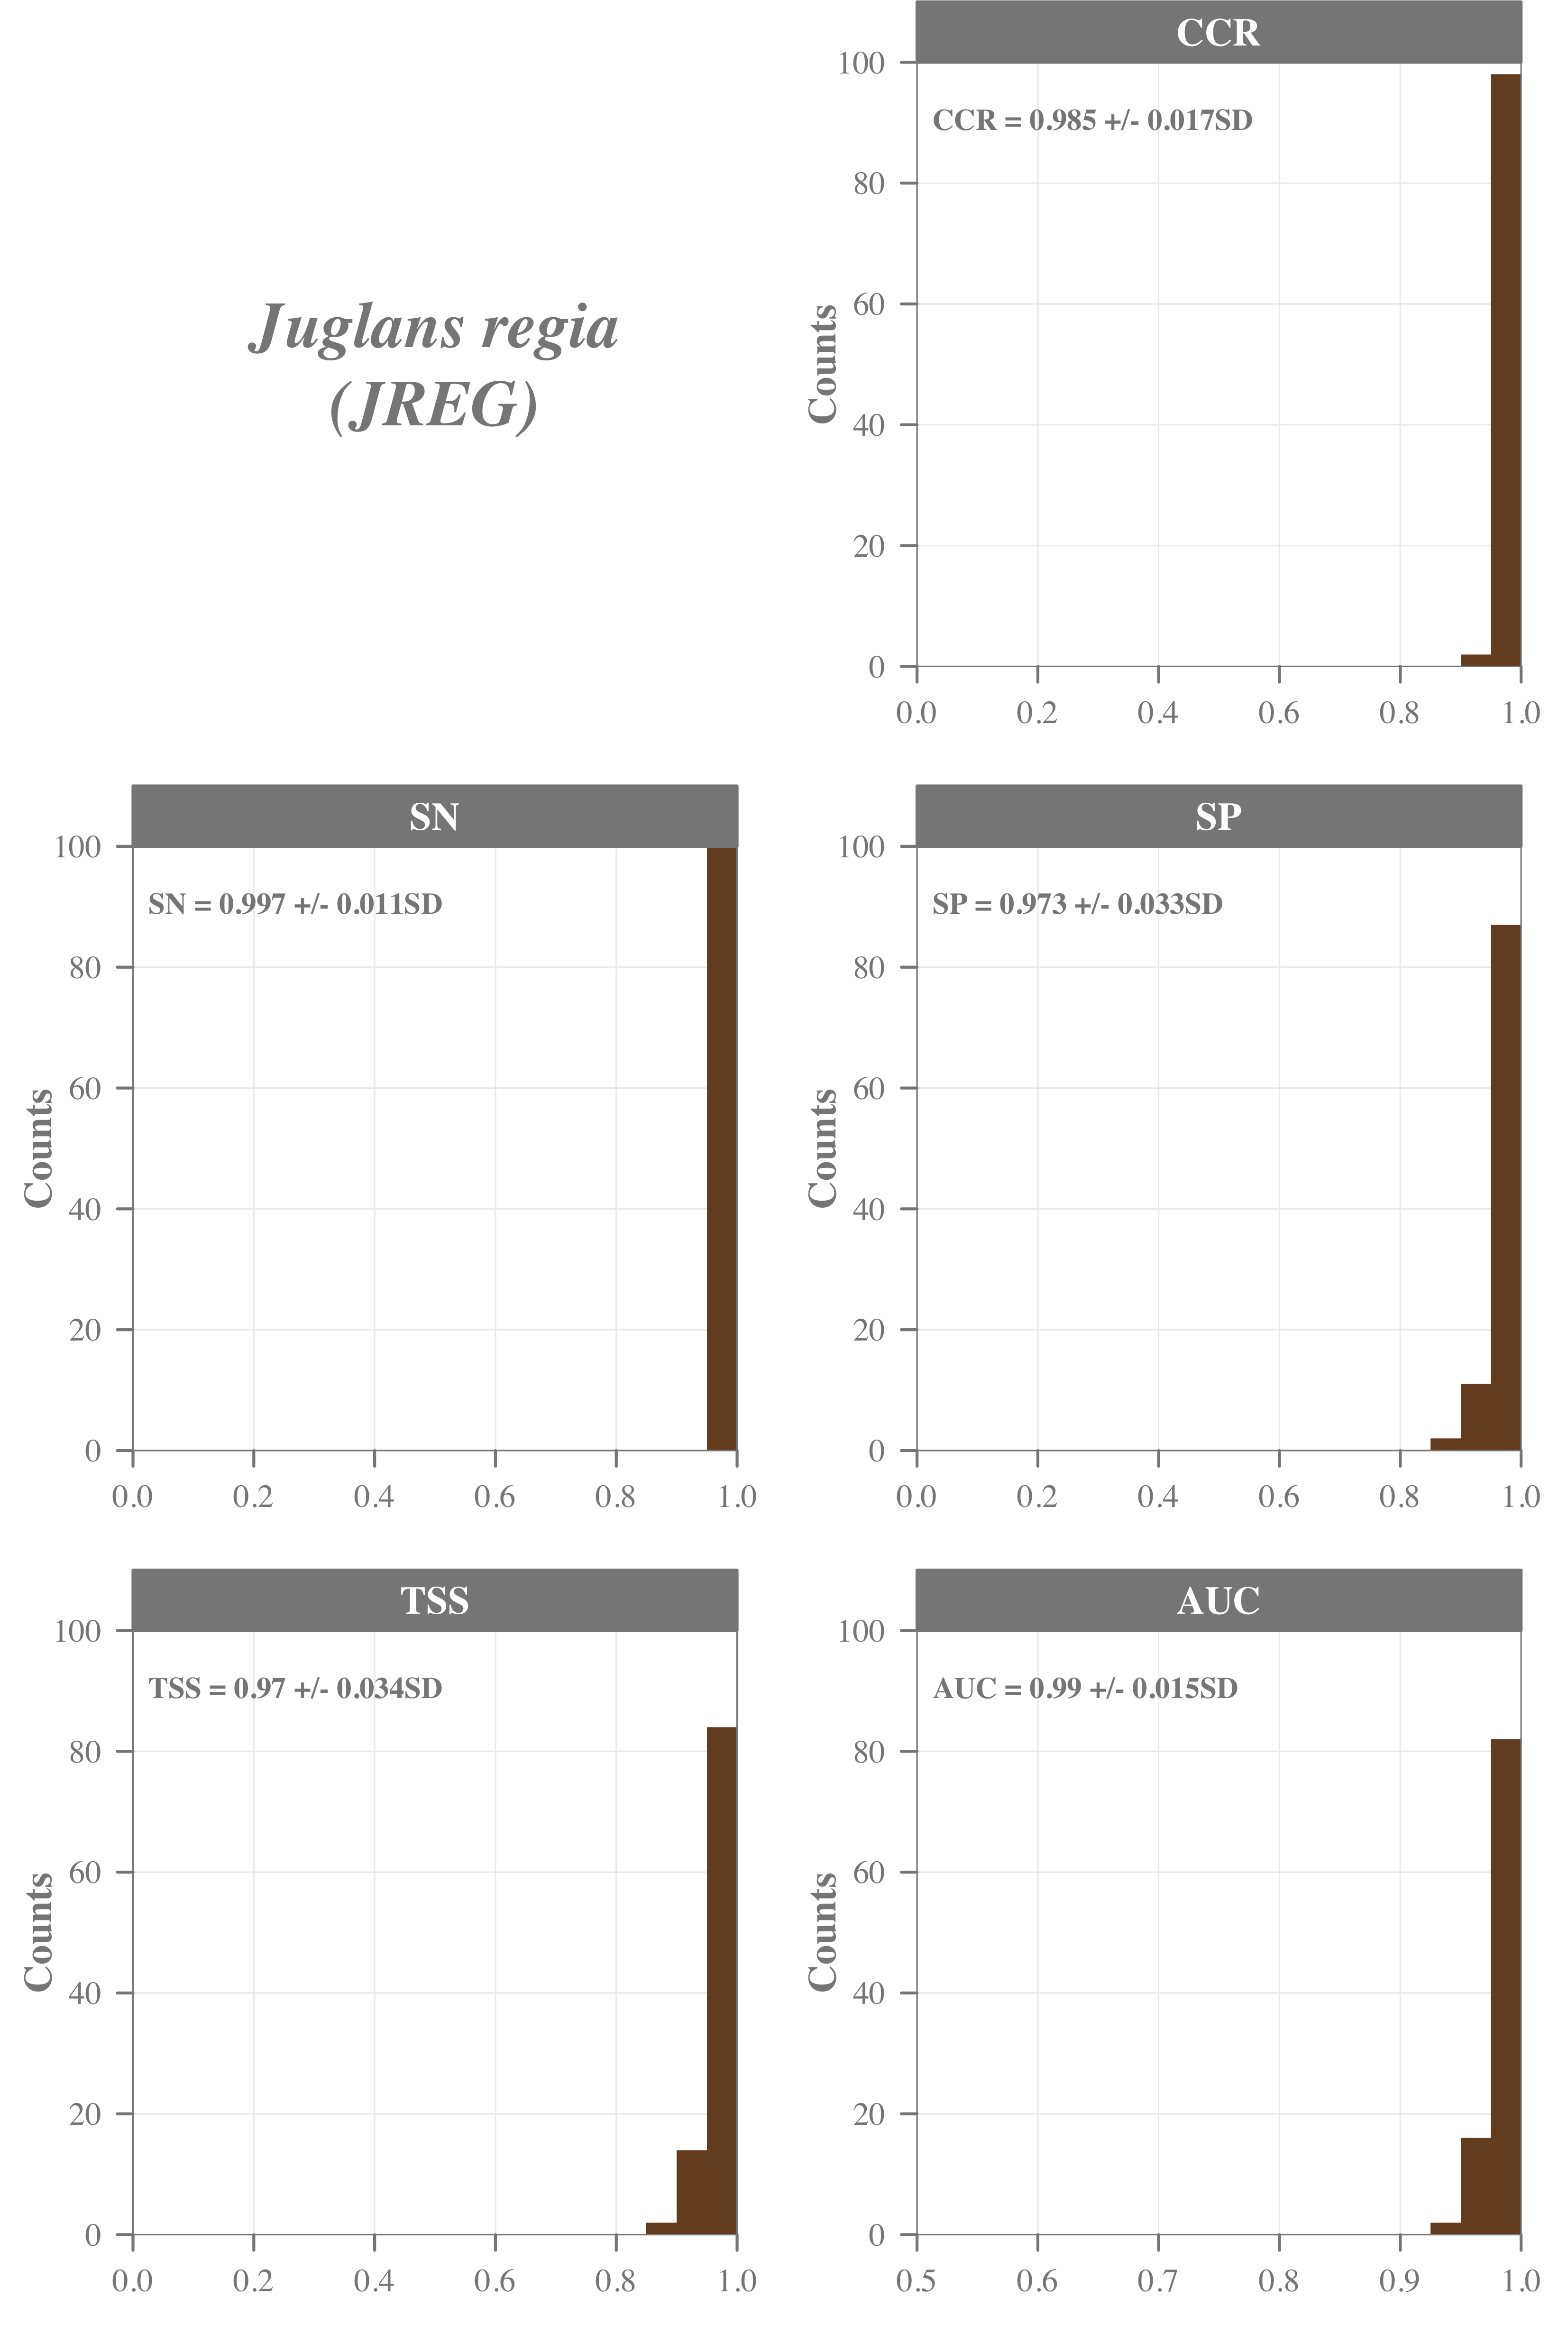 Juglans regia
(JREG)
CCR
CCR = 0.985 +/- 0.017SD
Counts
100
80
60
40
20
0
0.0 0.2 0.4 0.6 0.8 1.0
SN
SN = 0.997 +/- 0.011SD
Counts
100
80
60
40
20
0
0.0 0.2 0.4 0.6 0.8 1.0
SP
SP = 0.973 +/- 0.033SD
Counts
100
80
60
40
20
0
0.0 0.2 0.4 0.6 0.8 1.0
TSS
TSS = 0.97 +/- 0.034SD
Counts
100
80
60
40
20
0
0.0 0.2 0.4 0.6 0.8 1.0
AUC
AUC = 0.99 +/- 0.015SD
Counts
100
80
60
40
20
0
0.5 0.6 0.7 0.8 0.9 1.0